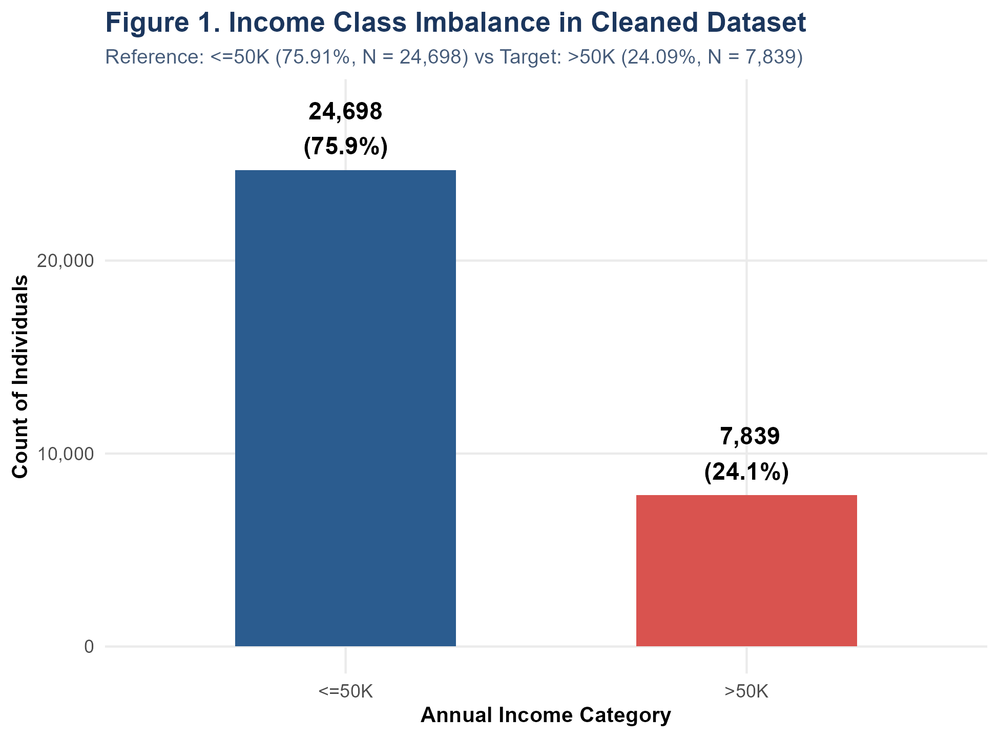 Figure 1. Income Class Imbalance in Cleaned Dataset
Reference: <=50K (75.91%, N = 24,698) vs Target: >50K (24.09%, N = 7,839)
24,698
(75.9%)
20,000
Count of Individuals
7,839
10,000
(24.1%)
0
<=50K
>50K
Annual Income Category